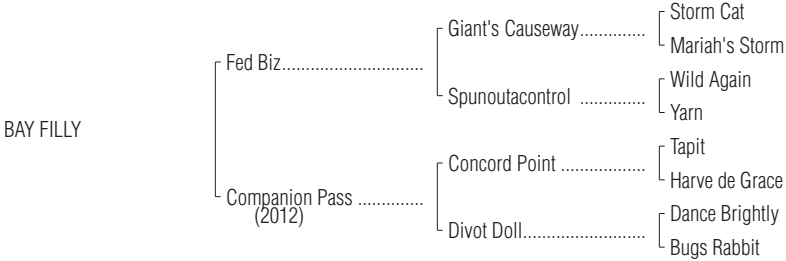 Storm Cat
Giant's Causeway..............
Mariah's Storm
Fed Biz..............................
Wild Again
Spunoutacontrol ..............
Yarn
BAY FILLY
Tapit
Concord Point ..................
Harve de Grace
Companion Pass ..............
(2012)
Dance Brightly
Divot Doll..........................
Bugs Rabbit